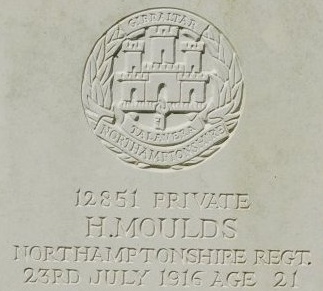 GIBRALTAR
TALAVERA
NORTHAMPTONSHIRE
12851 PRIVATE
H.MOULDS
NORTHAMPTONSHIRE REGT.
23RD JULY 1916 AGE 21